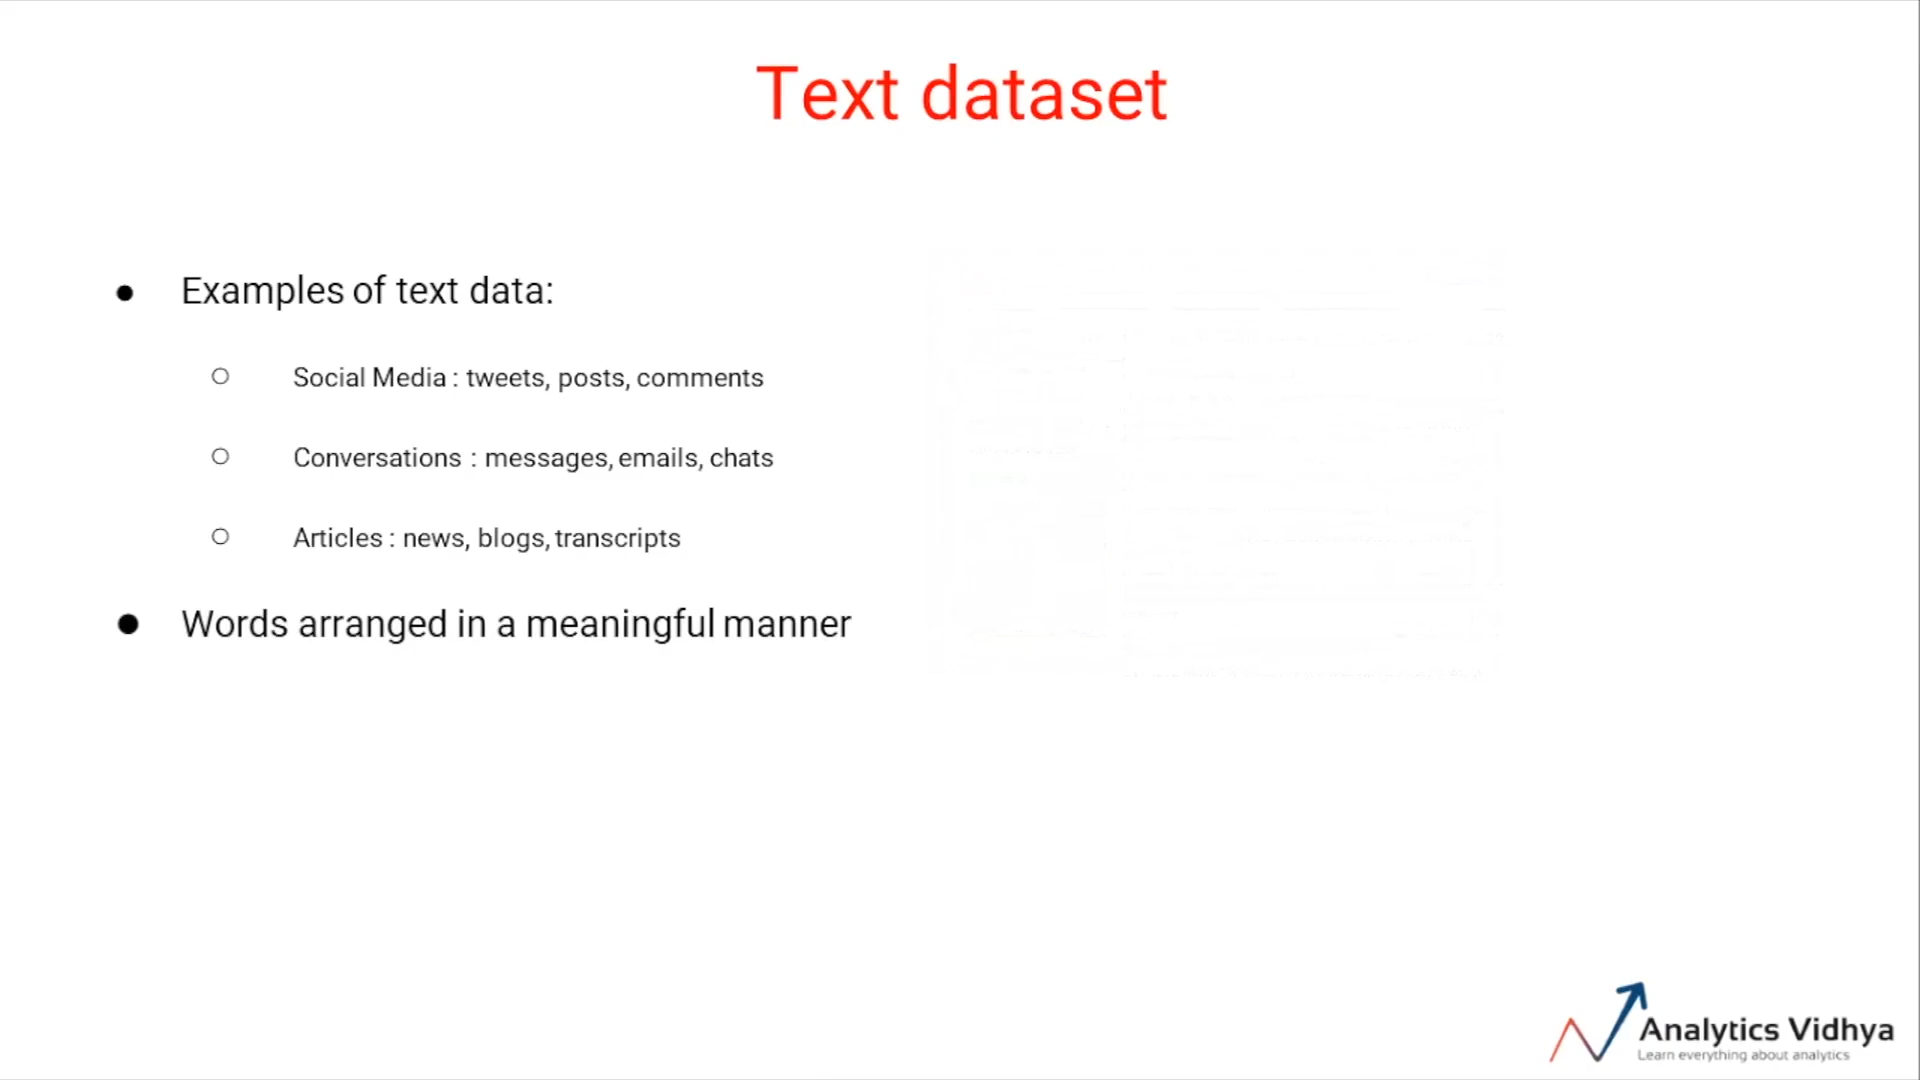 Text dataset
Examples of text data:
Social Media : tweets, posts, comments
Conversations : messages, emails, chats
Articles : news, blogs, transcripts
Words arranged in a meaningful manner
Analytics Vidhya
Learn everything about analytics